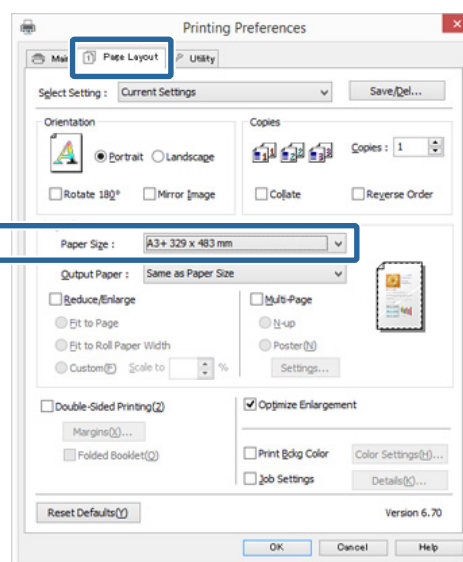 Printing Preferences
Main Page Layout Utility
Select Setting : Current Settings Save/Del...
Orientation Copies
Portrait Landscape Copies : 1
Rotate 180° Mirror Image Collate Reverse Order
Paper Size : A3+ 329 x 483 mm
Output Paper : Same as Paper Size
Reduce/Enlarge Multi-Page
Fit to Page N-up
Fit to Roll Paper Width Poster(N)
Custom(F) Scale to % Settings...
Double-Sided Printing(2) Optimize Enlargement
Margins(X)...
Folded Booklet(Q) Print Bckg Color Color Settings(H)...
Job Settings Details(K)...
Reset Defaults(Y) Version 6.70
OK Cancel Help